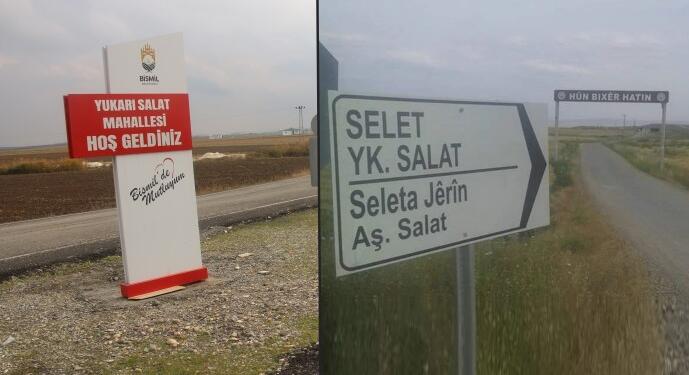 BİSMİL
YUKARI SALAT
MAHALLESİ
HOŞ GELDİNİZ
Bismil'de
Mutluyum
SELET
YK. SALAT
Seleta Jêrîn
Aş. Salat
HÛN BIXÊR HATIN